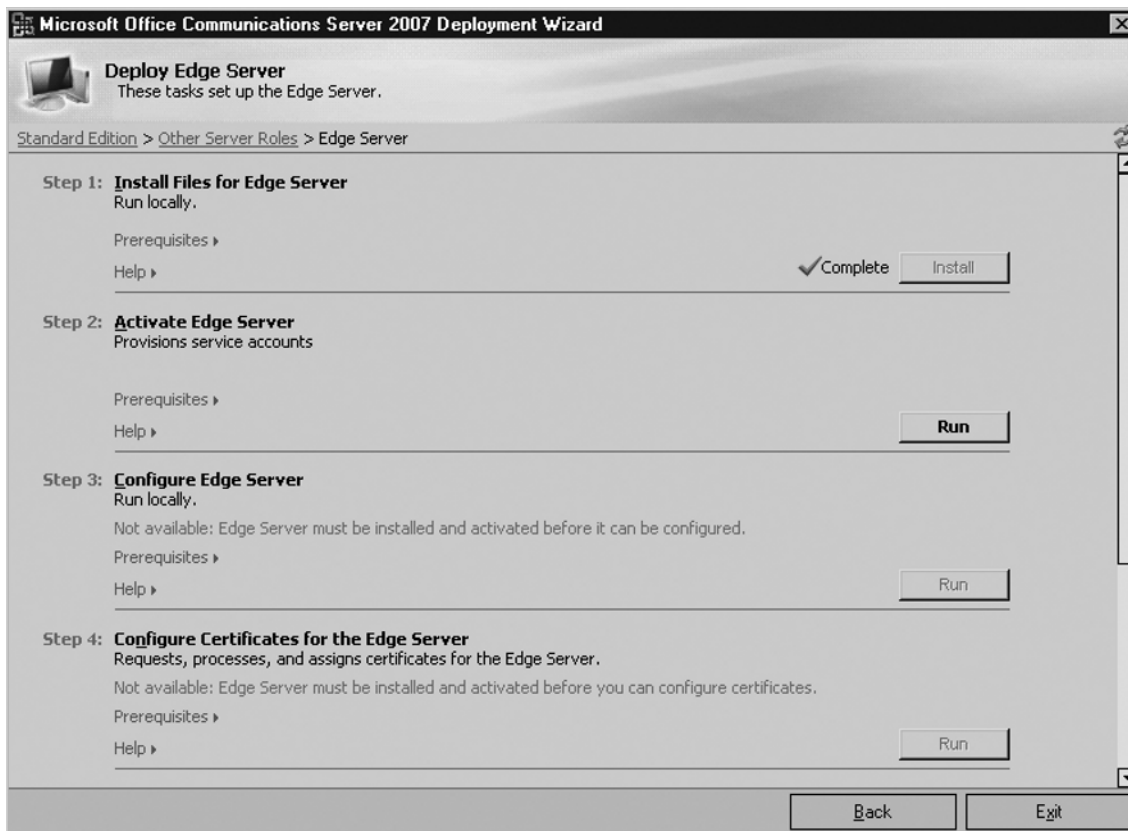 Microsoft Office Communications Server 2007 Deployment Wizard
Deploy Edge Server
These tasks set up the Edge Server.
Standard Edition > Other Server Roles > Edge Server
Step 1: Install Files for Edge Server
Run locally.
Prerequisites
Help
Complete Install
Step 2: Activate Edge Server
Provisions service accounts
Prerequisites
Help
Run
Step 3: Configure Edge Server
Run locally.
Not available: Edge Server must be installed and activated before it can be configured.
Prerequisites
Help
Run
Step 4: Configure Certificates for the Edge Server
Requests, processes, and assigns certificates for the Edge Server.
Not available: Edge Server must be installed and activated before you can configure certificates.
Prerequisites
Help
Run
Back Exit